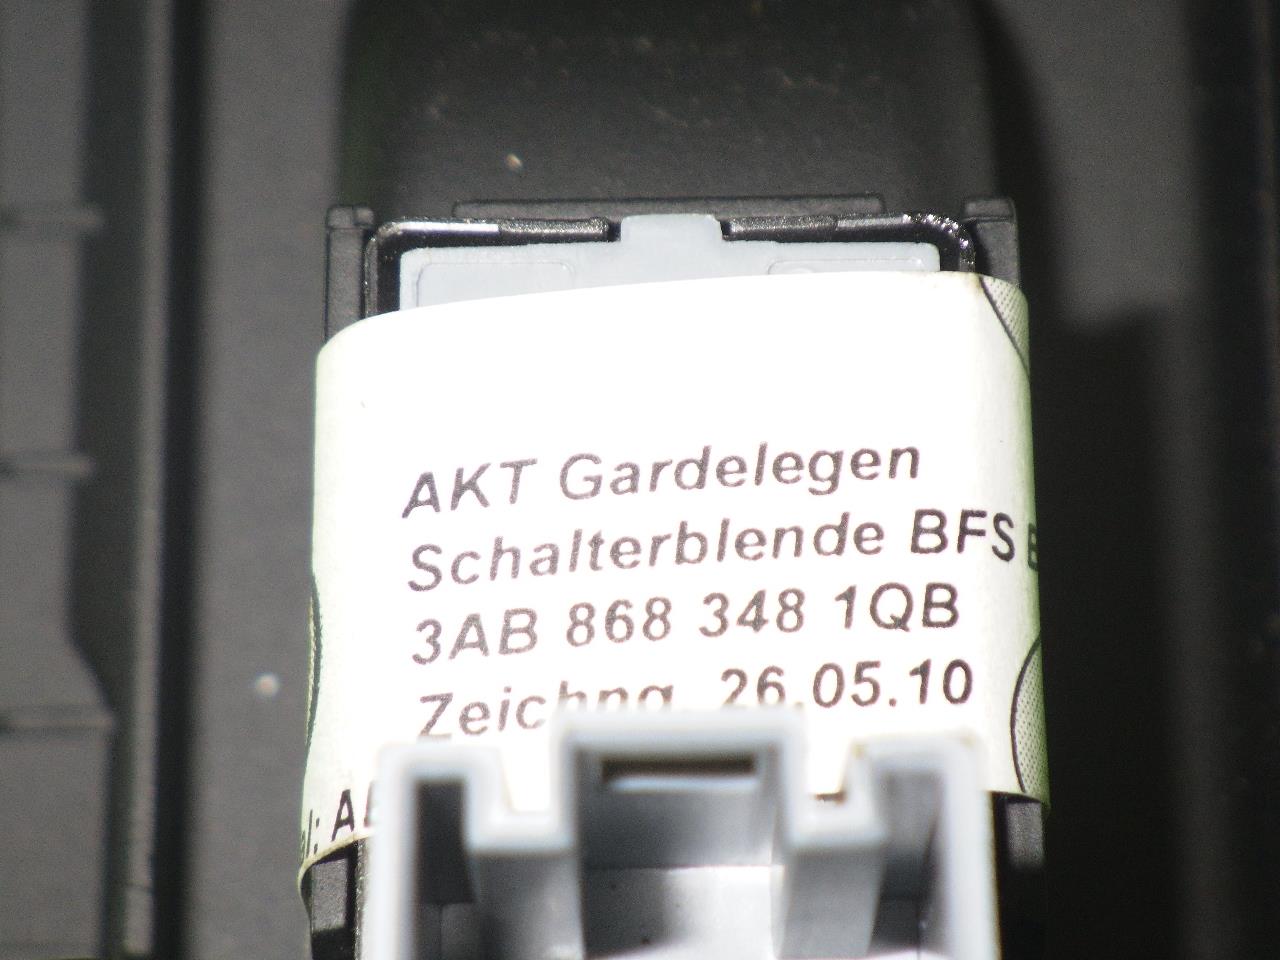 AKT Gardelegen
Schalterblende BFS
3AB 868 348 1QB
Zeichng. 26.05.10